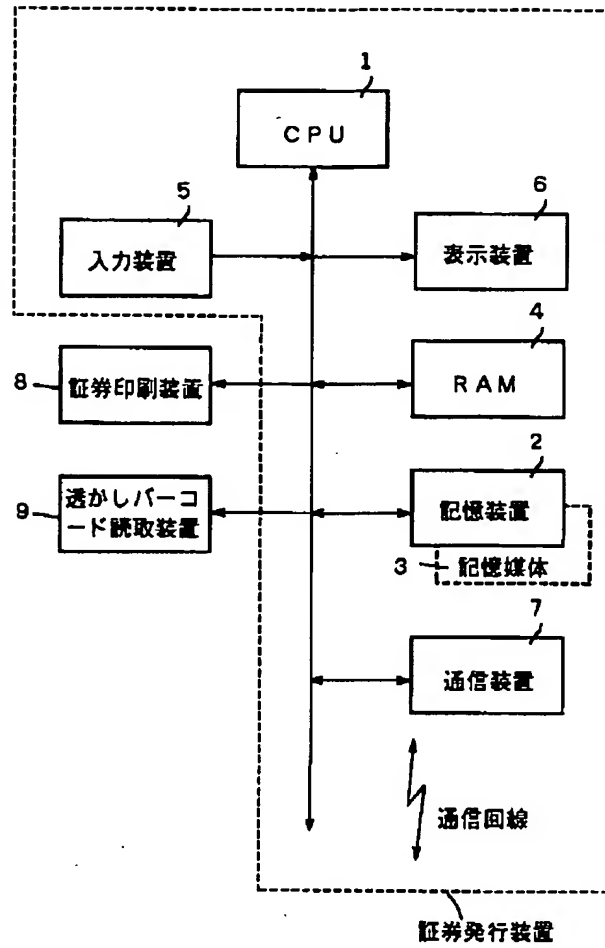 1
CPU
5
入力装置
6
表示装置
4
RAM
8
証券印刷装置
2
記憶装置
3
記憶媒体
9
透かしバーコ
ード読取装置
7
通信装置
通信回線
証券発行装置